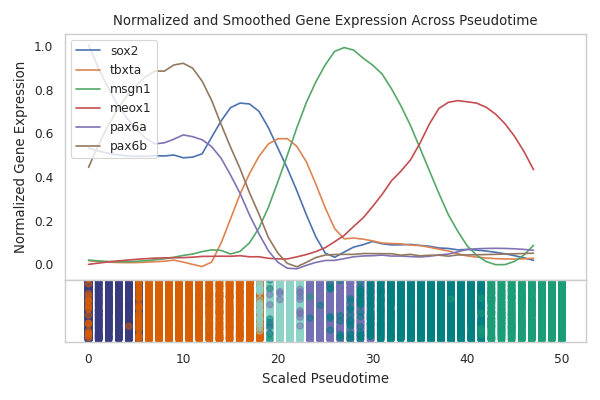 Normalized and Smoothed Gene Expression Across Pseudotime
Normalized Gene Expression
1.0
0.8
0.6
0.4
0.2
0.0
sox2
tbxta
msgn1
meox1
pax6a
pax6b
0 10 20 30 40 50
Scaled Pseudotime